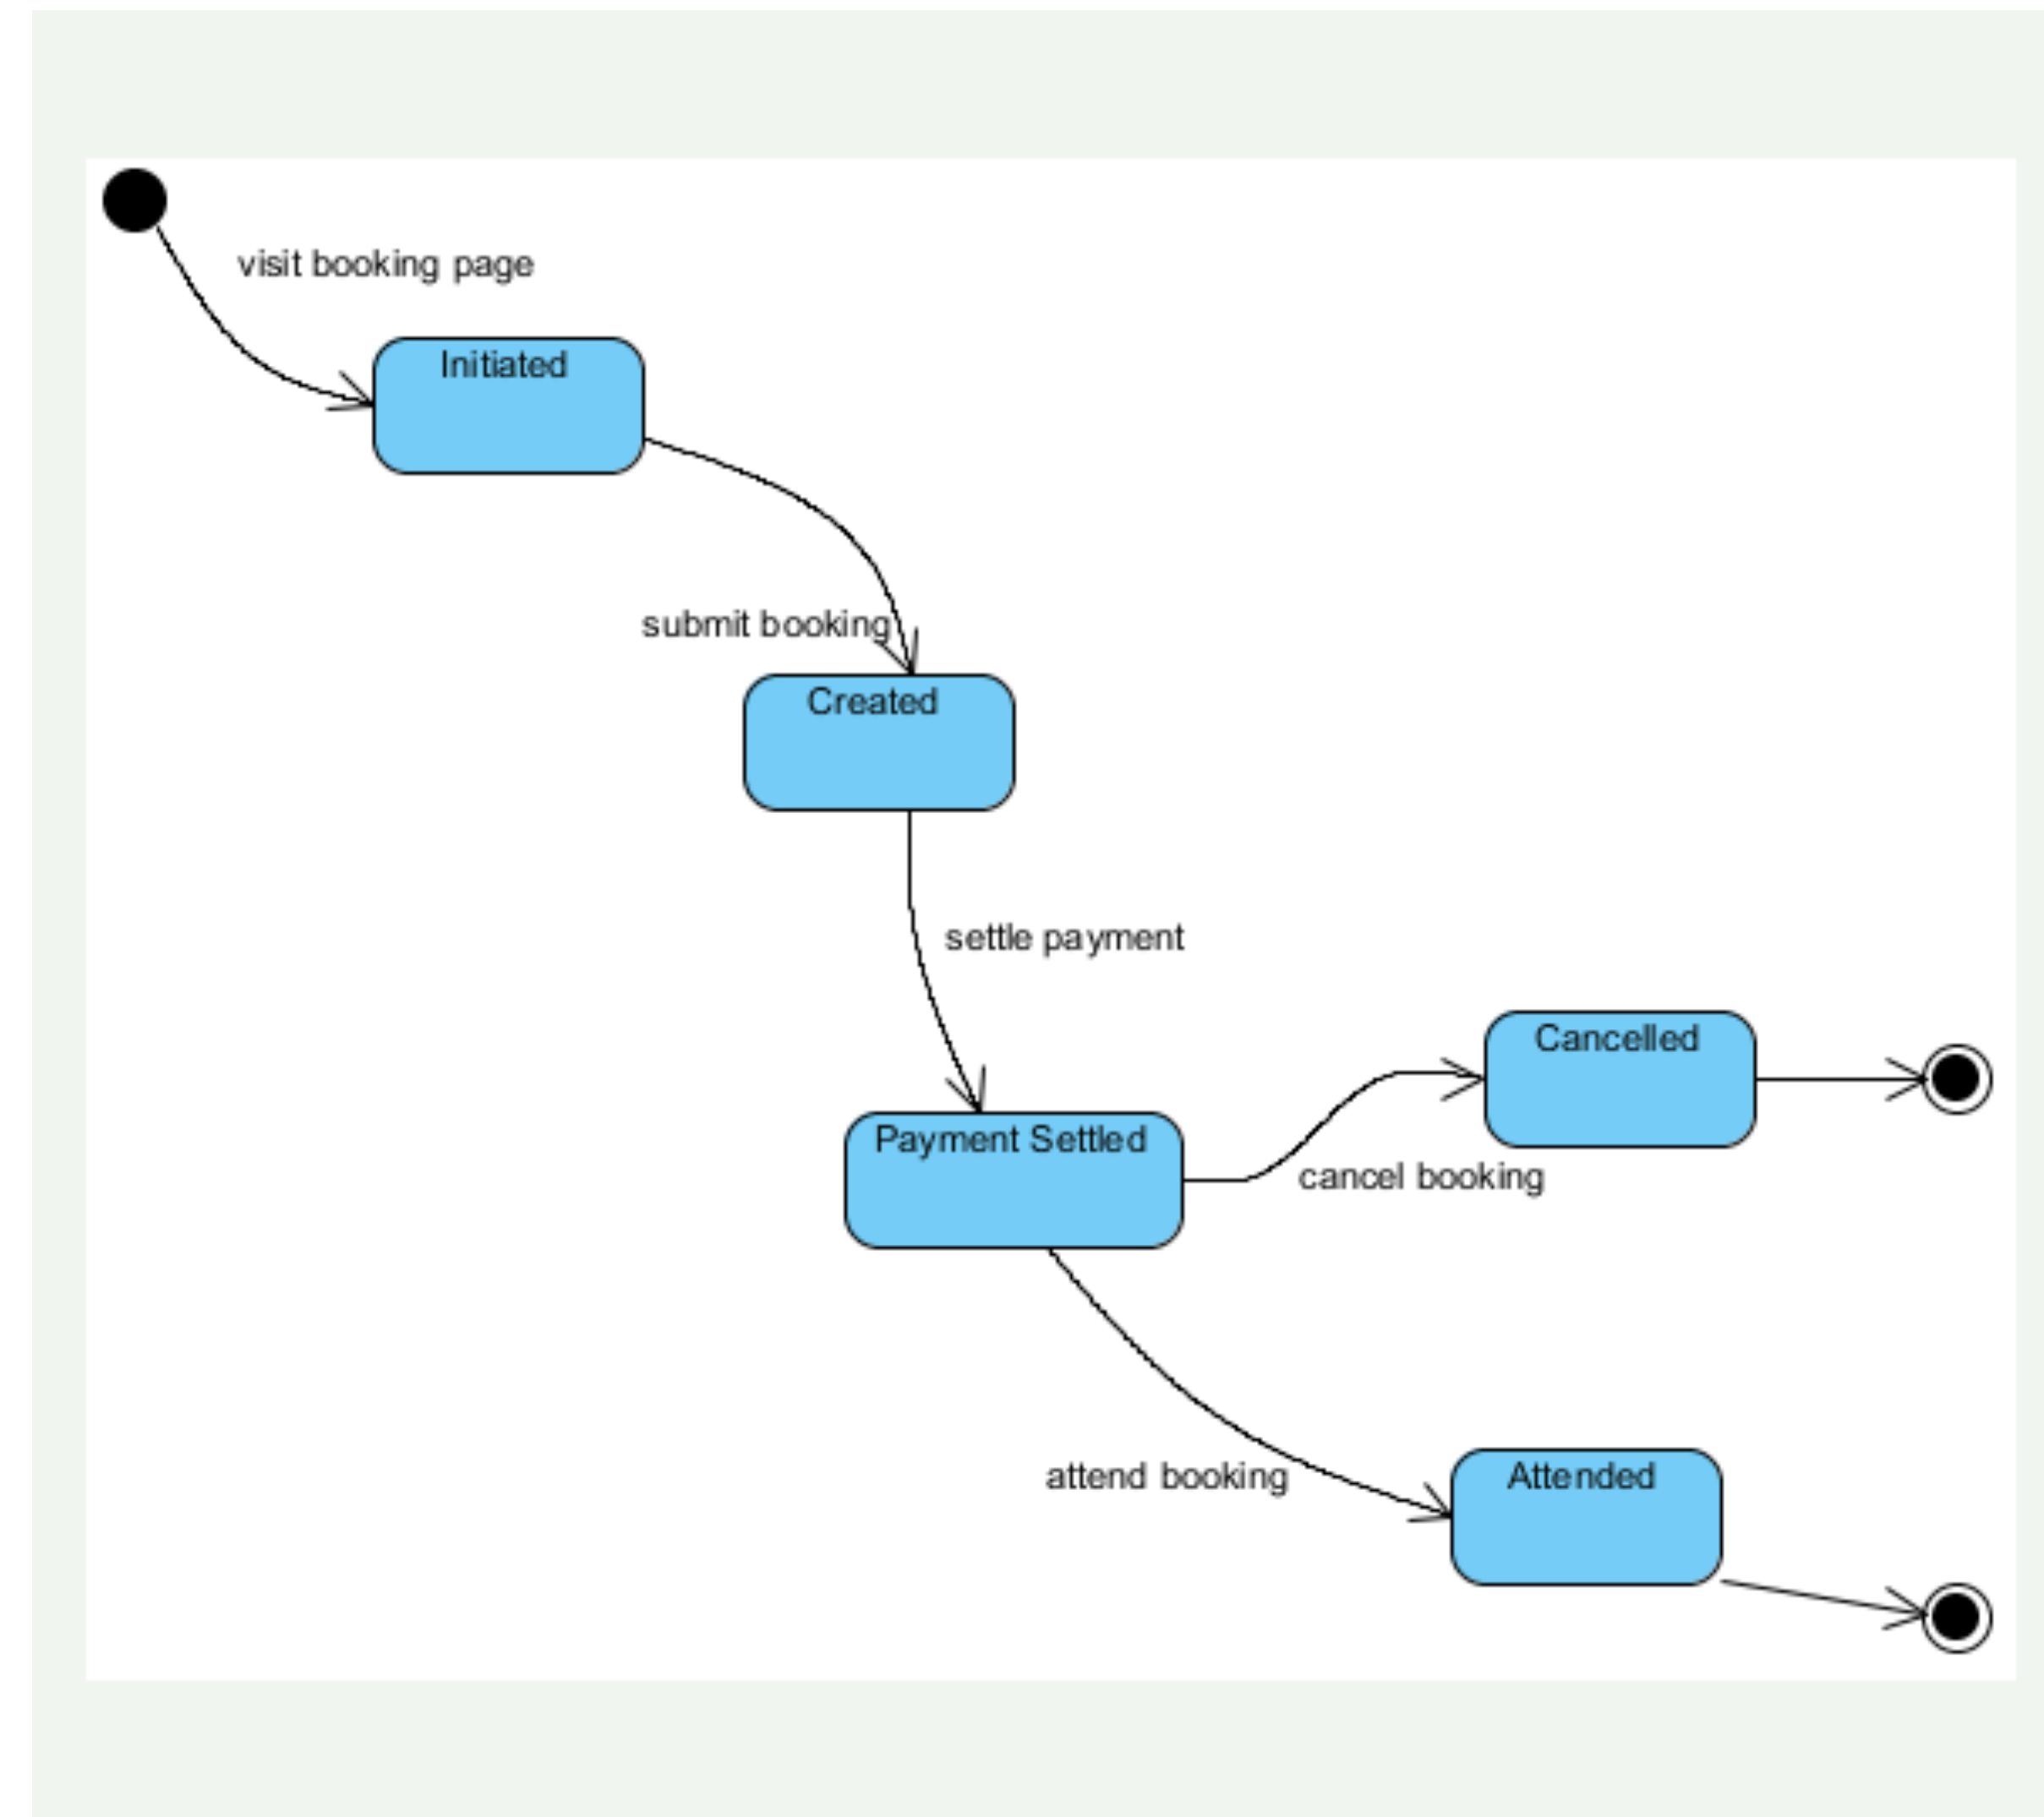 visit booking page
Initiated
submit booking
Created
settle payment
Cancelled
Payment Settled
cancel booking
attend booking
Attended